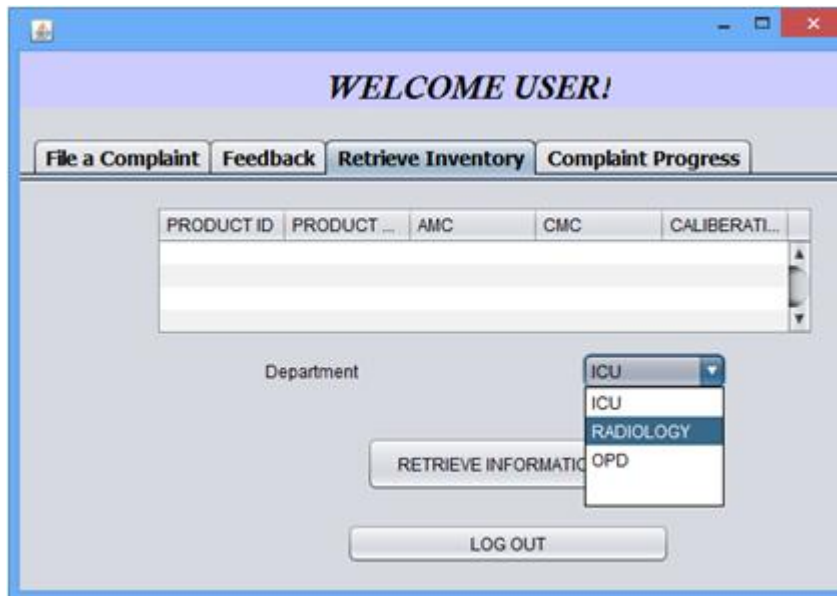 WELCOME USER!
File a Complaint Feedback Retrieve Inventory Complaint Progress
PRODUCT ID PRODUCT ... AMC CMC CALIBERATI...
Department ICU
ICU
RADIOLOGY
OPD
RETRIEVE INFORMATIO
LOG OUT